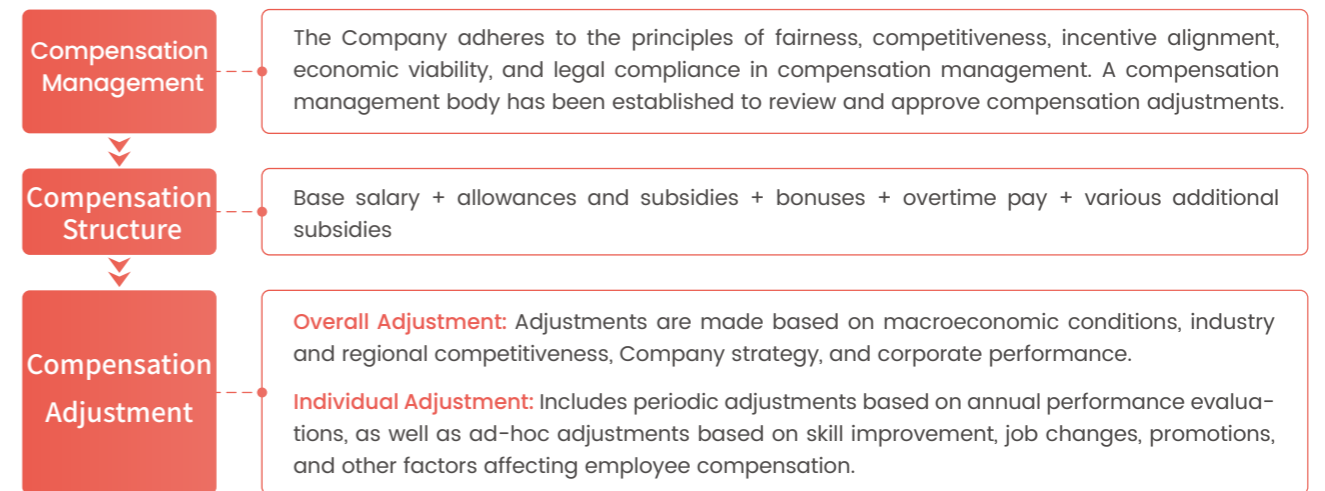 Compensation
Management
The Company adheres to the principles of fairness, competitiveness, incentive alignment,
economic viability, and legal compliance in compensation management. A compensation
management body has been established to review and approve compensation adjustments.
Compensation
Structure
Base salary + allowances and subsidies + bonuses + overtime pay + various additional
subsidies
Compensation
Adjustment
Overall Adjustment: Adjustments are made based on macroeconomic conditions, industry
and regional competitiveness, Company strategy, and corporate performance.
Individual Adjustment: Includes periodic adjustments based on annual performance evalua-
tions, as well as ad-hoc adjustments based on skill improvement, job changes, promotions,
and other factors affecting employee compensation.